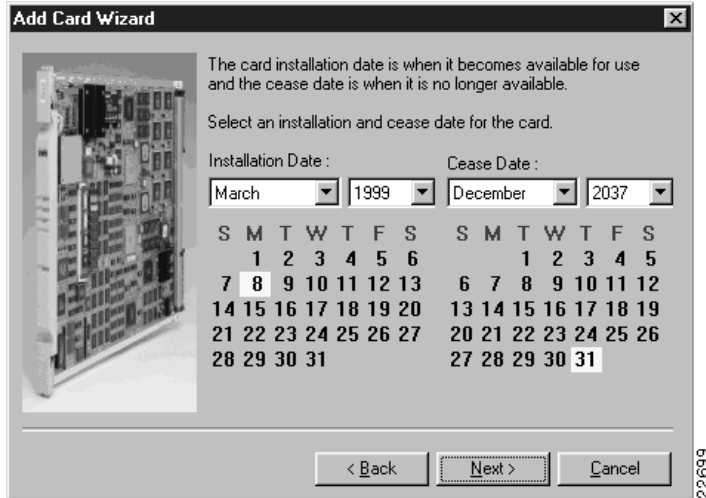 Add Card Wizard
The card installation date is when it becomes available for use
and the cease date is when it is no longer available.
Select an installation and cease date for the card.
Installation Date :
Cease Date :
March 1999 December 2037
S M T W T F S S M T W T F S
1 2 3 4 5 6 1 2 3 4 5
7 8 9 10 11 12 13 6 7 8 9 10 11 12
14 15 16 17 18 19 20 13 14 15 16 17 18 19
21 22 23 24 25 26 27 20 21 22 23 24 25 26
28 29 30 31 27 28 29 30 31
< Back Next > Cancel
22699